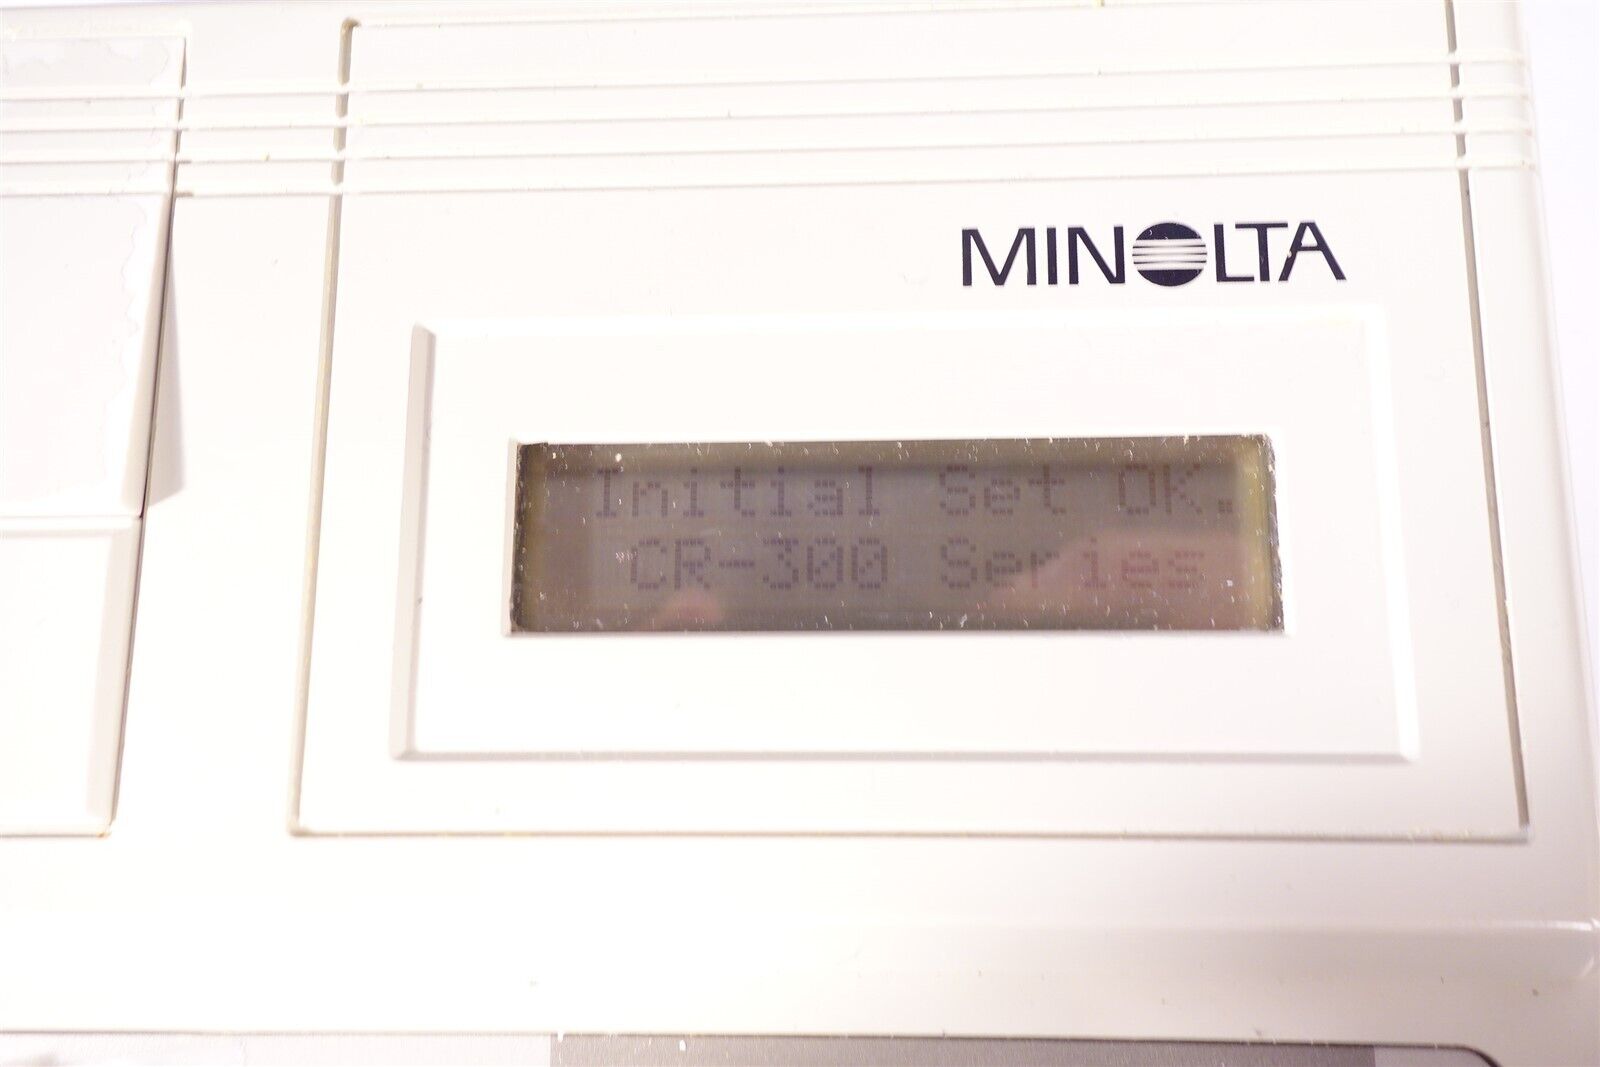 MINOLTA
Initial Set OK.
CR-300 Series